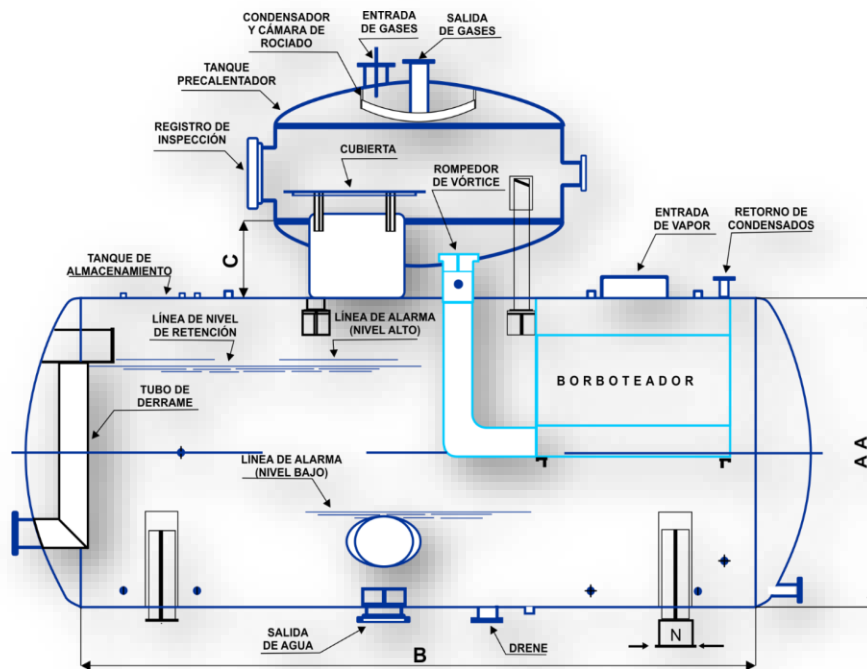 CONDENSADOR
Y CÁMARA DE
ROCIADO
ENTRADA
DE GASES
SALIDA
DE GASES
TANQUE
PRECALENTADOR
REGISTRO DE
INSPECCIÓN
CUBIERTA
ROMPEDOR
DE VÓRTICE
ENTRADA
DE VAPOR
RETORNO DE
CONDENSADOS
TANQUE DE
ALMACENAMIENTO
C
LÍNEA DE NIVEL
DE RETENCIÓN
LÍNEA DE ALARMA
(NIVEL ALTO)
BORBOTEADOR
TUBO DE
DERRAME
A A
LÍNEA DE ALARMA
(NIVEL BAJO)
N
SALIDA
DE AGUA
DRENE
B